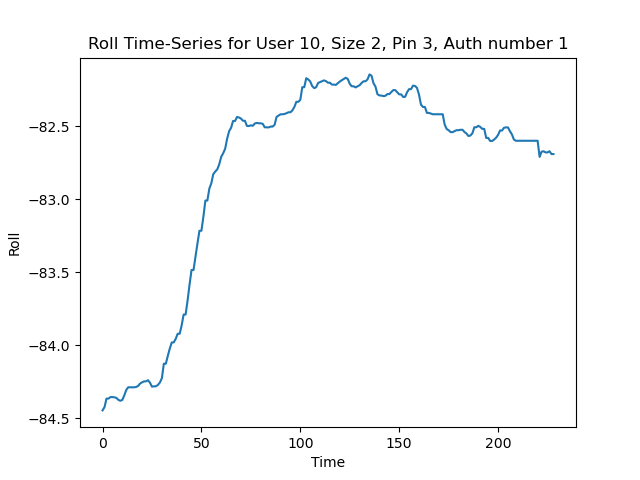 Roll Time-Series for User 10, Size 2, Pin 3, Auth number 1
−82.5
−83.0
−83.5
−84.0
−84.5
Roll
0 50 100 150 200
Time